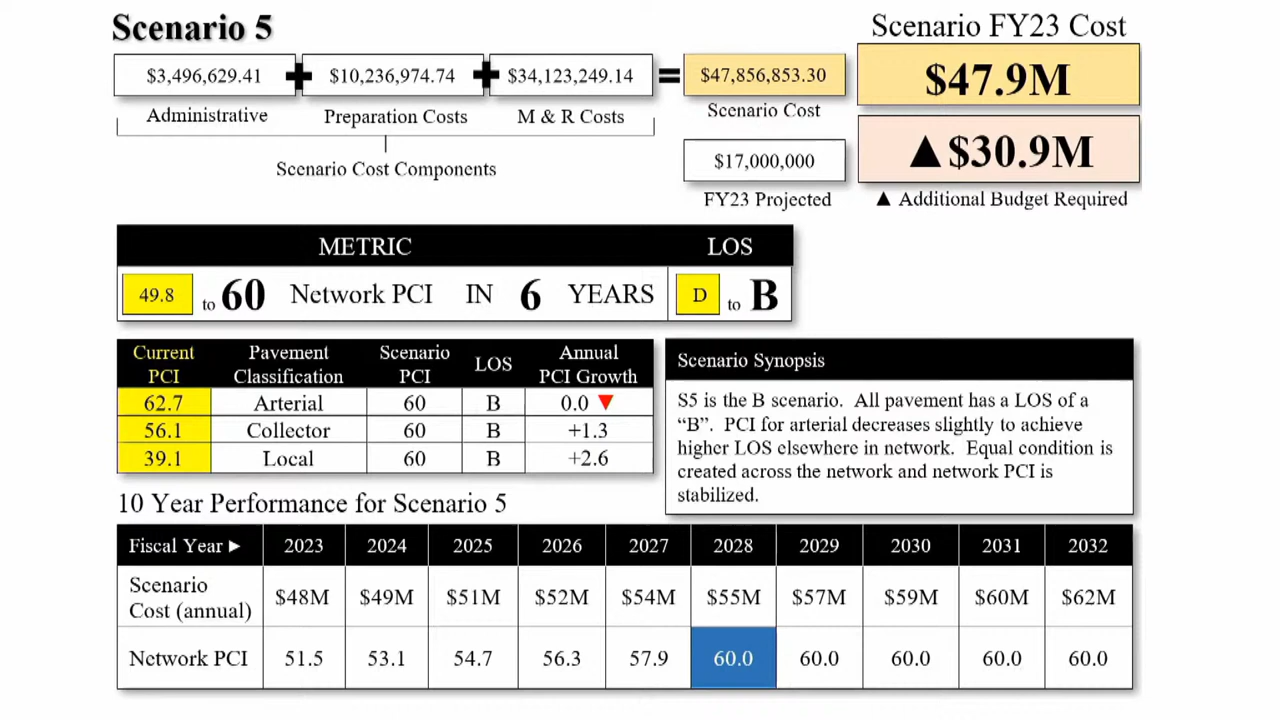 Scenario 5
Scenario FY23 Cost
$3,496,629.41 + $10,236,974.74 + $34,123,249.14 = $47,856,853.30
$47.9M
Administrative Preparation Costs M & R Costs Scenario Cost
Scenario Cost Components
$17,000,000
▲$30.9M
FY23 Projected
▲ Additional Budget Required
METRIC LOS
49.8 to 60 Network PCI IN 6 YEARS D to B
Current PCI Pavement Classification Scenario PCI LOS Annual PCI Growth
62.7 Arterial 60 B 0.0 ▼
56.1 Collector 60 B +1.3
39.1 Local 60 B +2.6
Scenario Synopsis
S5 is the B scenario. All pavement has a LOS of a
“B”. PCI for arterial decreases slightly to achieve
higher LOS elsewhere in network. Equal condition is
created across the network and network PCI is
stabilized.
10 Year Performance for Scenario 5
Fiscal Year ► 2023 2024 2025 2026 2027 2028 2029 2030 2031 2032
Scenario Cost (annual) $48M $49M $51M $52M $54M $55M $57M $59M $60M $62M
Network PCI 51.5 53.1 54.7 56.3 57.9 60.0 60.0 60.0 60.0 60.0